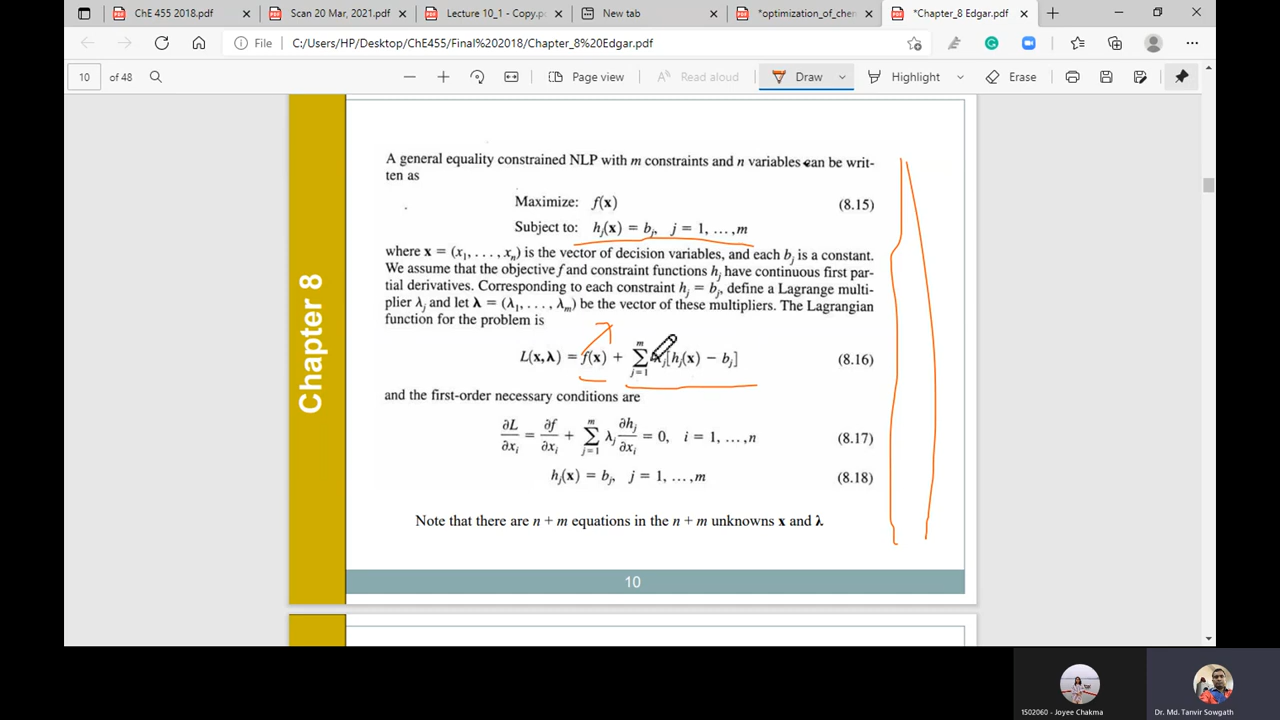 ChE 455 2018.pdf
Scan 20 Mar, 2021.pdf
Lecture 10_1 - Copy.p
New tab
*optimization_of_chen
*Chapter_8 Edgar.pdf
File C:/Users/HP/Desktop/ChE455/Final%202018/Chapter_8%20Edgar.pdf
10 of 48
Page view
Read aloud
Draw
Highlight
Erase
Chapter 8
A general equality constrained NLP with m constraints and n variables can be writ-
ten as
Maximize: f(x) (8.15)
Subject to: hⱼ(x) = bⱼ, j = 1, …,m
where x = (x₁, . . . , xₙ) is the vector of decision variables, and each bⱼ is a constant.
We assume that the objective f and constraint functions hⱼ have continuous first par-
tial derivatives. Corresponding to each constraint hⱼ = bⱼ, define a Lagrange multi-
plier λⱼ and let λ = (λ₁, . . . , λₘ) be the vector of these multipliers. The Lagrangian
function for the problem is
L(x,λ) = f(x) + ∑ⱼ₌₁ᵐ λⱼ[hⱼ(x) − bⱼ] (8.16)
and the first-order necessary conditions are
∂L/∂xᵢ = ∂f/∂xᵢ + ∑ⱼ₌₁ᵐ λⱼ ∂hⱼ/∂xᵢ = 0, i = 1, …,n (8.17)
hⱼ(x) = bⱼ, j = 1, …,m (8.18)
Note that there are n + m equations in the n + m unknowns x and λ
10
1502060 - Joyee Chakma
Dr. Md. Tanvir Sowgath